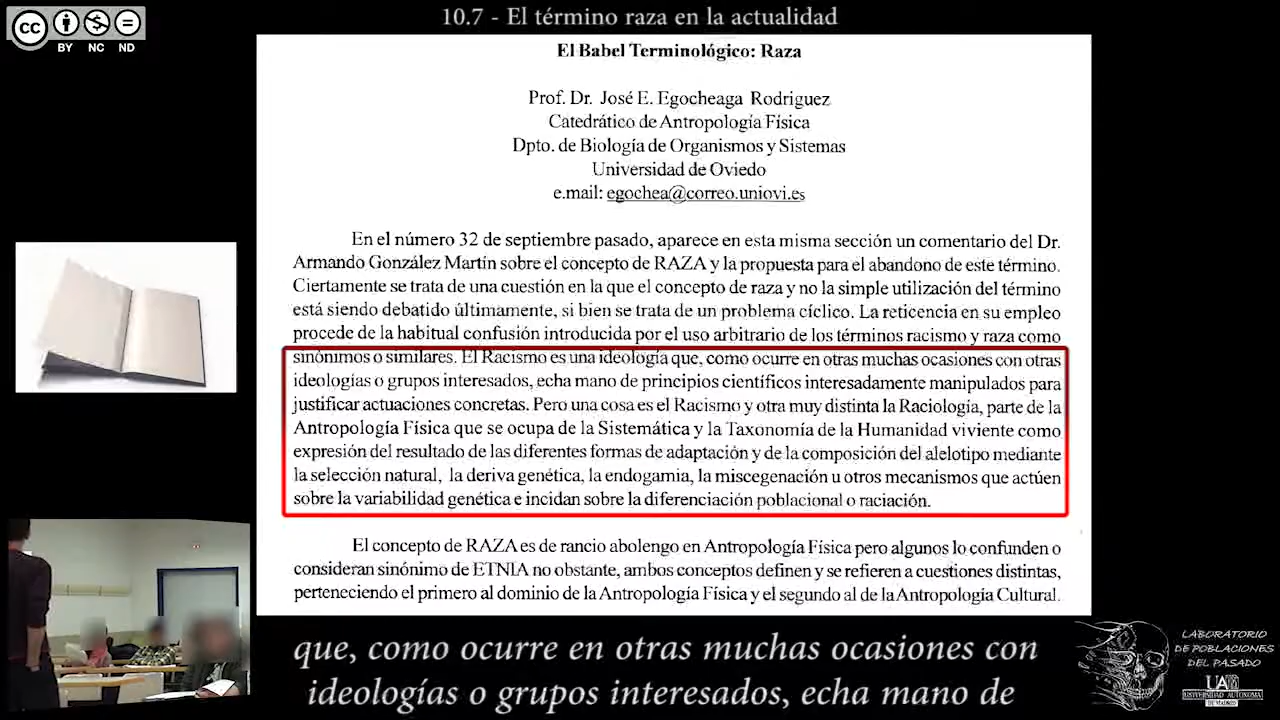 10.7 - El término raza en la actualidad
cc
BY NC ND
El Babel Terminológico: Raza
Prof. Dr. José E. Egocheaga Rodriguez
Catedrático de Antropología Física
Dpto. de Biología de Organismos y Sistemas
Universidad de Oviedo
e.mail: egochea@correo.uniovi.es
En el número 32 de septiembre pasado, aparece en esta misma sección un comentario del Dr.
Armando González Martín sobre el concepto de RAZA y la propuesta para el abandono de este término.
Ciertamente se trata de una cuestión en la que el concepto de raza y no la simple utilización del término
está siendo debatido últimamente, si bien se trata de un problema cíclico. La reticencia en su empleo
procede de la habitual confusión introducida por el uso arbitrario de los términos racismo y raza como
sinónimos o similares. El Racismo es una ideología que, como ocurre en otras muchas ocasiones con otras
ideologías o grupos interesados, echa mano de principios científicos interesadamente manipulados para
justificar actuaciones concretas. Pero una cosa es el Racismo y otra muy distinta la Raciología, parte de la
Antropología Física que se ocupa de la Sistemática y la Taxonomía de la Humanidad viviente como
expresión del resultado de las diferentes formas de adaptación y de la composición del alelotipo mediante
la selección natural, la deriva genética, la endogamia, la miscegenación u otros mecanismos que actúen
sobre la variabilidad genética e incidan sobre la diferenciación poblacional o raciación.
El concepto de RAZA es de rancio abolengo en Antropología Física pero algunos lo confunden o
consideran sinónimo de ETNIA no obstante, ambos conceptos definen y se refieren a cuestiones distintas,
perteneciendo el primero al dominio de la Antropología Física y el segundo al de la Antropología Cultural.
que, como ocurre en otras muchas ocasiones con
ideologías o grupos interesados, echa mano de
LABORATORIO
DE POBLACIONES
DEL PASADO
UAM
UNIVERSIDAD AUTONOMA
DE MADRID